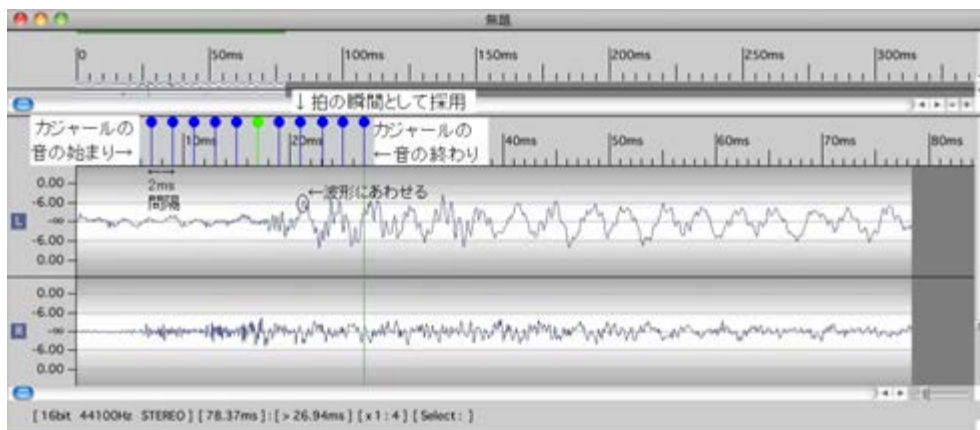 無題
0 50ms 100ms 150ms 200ms 250ms 300ms
↓拍の瞬間として採用
カジャールの
音の始まり→
カジャールの
←音の終わり
10ms 20ms 40ms 50ms 60ms 70ms 80ms
2ms
間隔
←波形にあわせる
0.00
-6.00
-∞
-6.00
0.00
L
0.00
-6.00
-∞
-6.00
0.00
R
[16bit 44100Hz STEREO] [78.37ms]:[> 26.94ms] [x1:4] [Select: ]